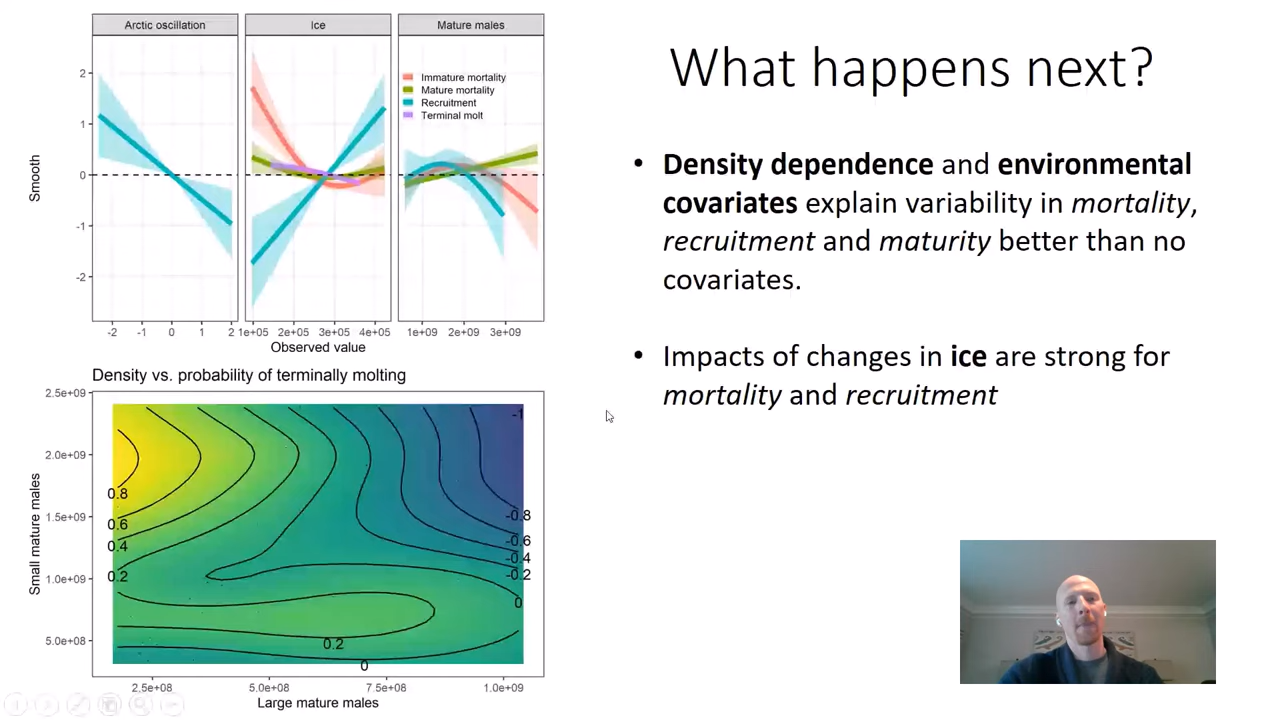 Arctic oscillation
Ice
Mature males
Immature mortality
Mature mortality
Recruitment
Terminal molt
Smooth
2
1
0
-1
-2
-2 -1 0 1 2
1e+05 2e+05 3e+05 4e+05
1e+09 2e+09 3e+09
Observed value
Density vs. probability of terminally molting
Small mature males
2.5e+09
2.0e+09
1.5e+09
1.0e+09
5.0e+08
0.8
0.6
0.4
0.2
-1
-0.8
-0.6
-0.4
-0.2
0
0.2
0
2.5e+08 5.0e+08 7.5e+08 1.0e+09
Large mature males
What happens next?
• Density dependence and environmental
covariates explain variability in mortality,
recruitment and maturity better than no
covariates.
• Impacts of changes in ice are strong for
mortality and recruitment